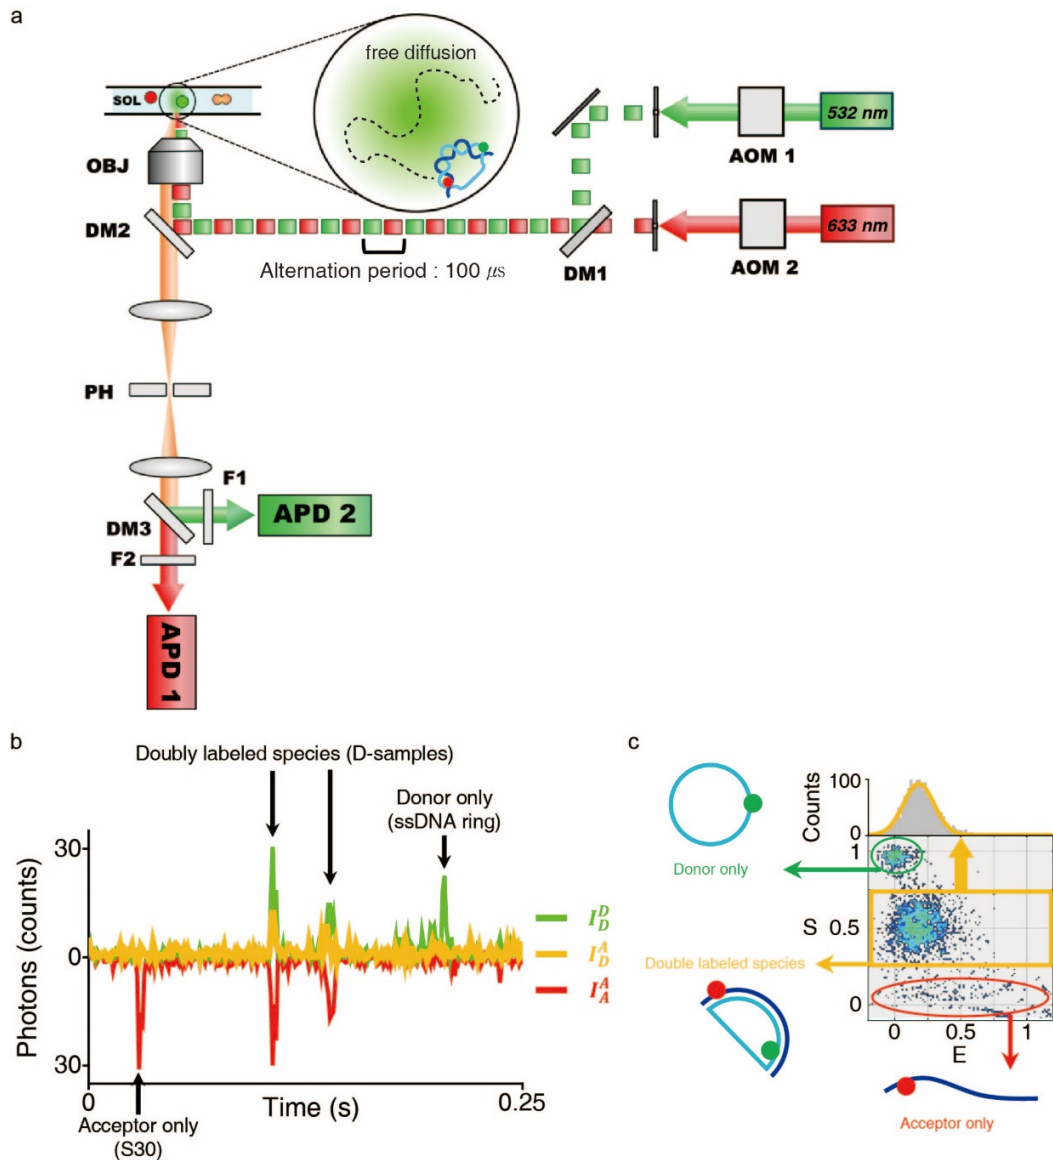 a
free diffusion
SOL
532 nm
AOM 1
OBJ
DM2
633 nm
AOM 2
DM1
Alternation period : 100 μs
PH
F1
APD 2
DM3
F2
APD 1
b
Doubly labeled species (D-samples)
Donor only
(ssDNA ring)
30
0
30
Photons (counts)
I_D^D
I_D^A
I_A^A
0
Time (s)
0.25
Acceptor only
(S30)
c
Counts
100
0
Donor only
1
S
0.5
0
Double labeled species
0
0.5
1
E
Acceptor only